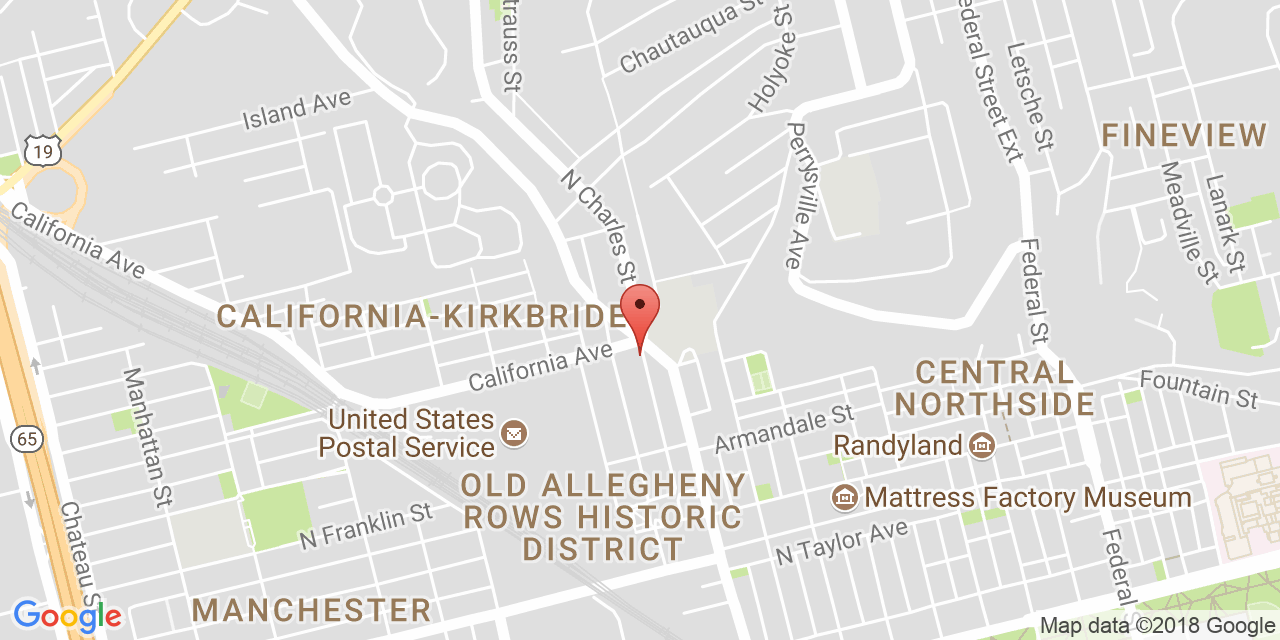 Strauss St
Chautauqua St
Holyoke St
Federal Street Ext
Letsche St
Island Ave
19
Perrysville Ave
FINEVIEW
Meadville St
Lanark St
California Ave
N Charles St
Federal St
CALIFORNIA-KIRKBRIDE
California Ave
CENTRAL
NORTHSIDE
Fountain St
Manhattan St
United States
Postal Service
Armandale St
Randyland
65
OLD ALLEGHENY
ROWS HISTORIC
DISTRICT
Mattress Factory Museum
Chateau S
N Franklin St
N Taylor Ave
Federal S
MANCHESTER
Google
Map data ©2018 Google